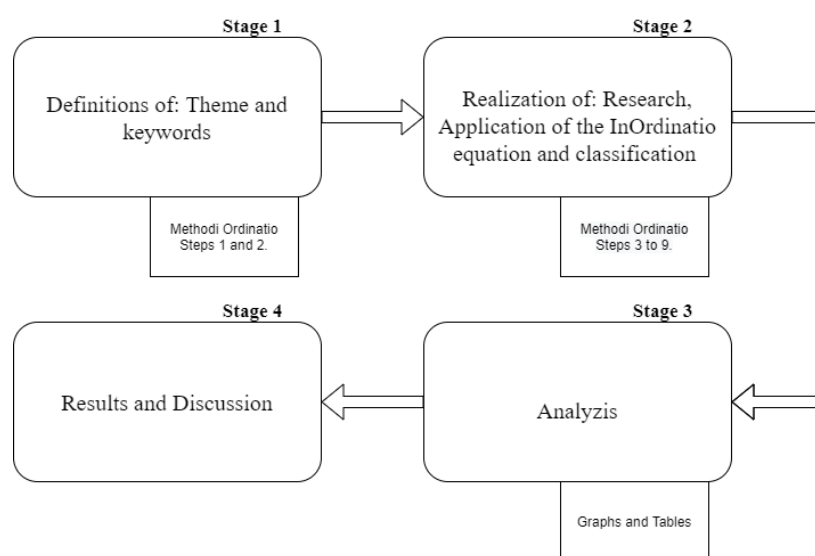 Stage 1
Definitions of: Theme and
keywords
Methodi Ordinatio
Steps 1 and 2.
Stage 2
Realization of: Research,
Application of the InOrdinatio
equation and classification
Methodi Ordinatio
Steps 3 to 9.
Stage 3
Analyzis
Graphs and Tables
Stage 4
Results and Discussion